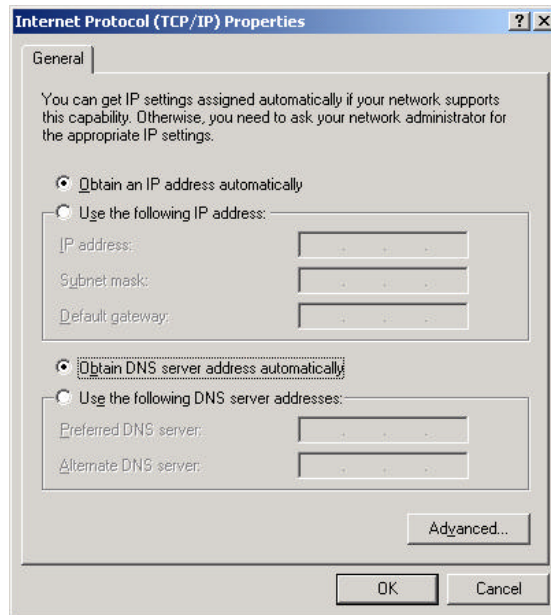 Internet Protocol (TCP/IP) Properties
General
You can get IP settings assigned automatically if your network supports
this capability. Otherwise, you need to ask your network administrator for
the appropriate IP settings.
Obtain an IP address automatically
Use the following IP address:
IP address:
Subnet mask:
Default gateway:
Obtain DNS server address automatically
Use the following DNS server addresses:
Preferred DNS server:
Alternate DNS server:
Advanced...
OK Cancel